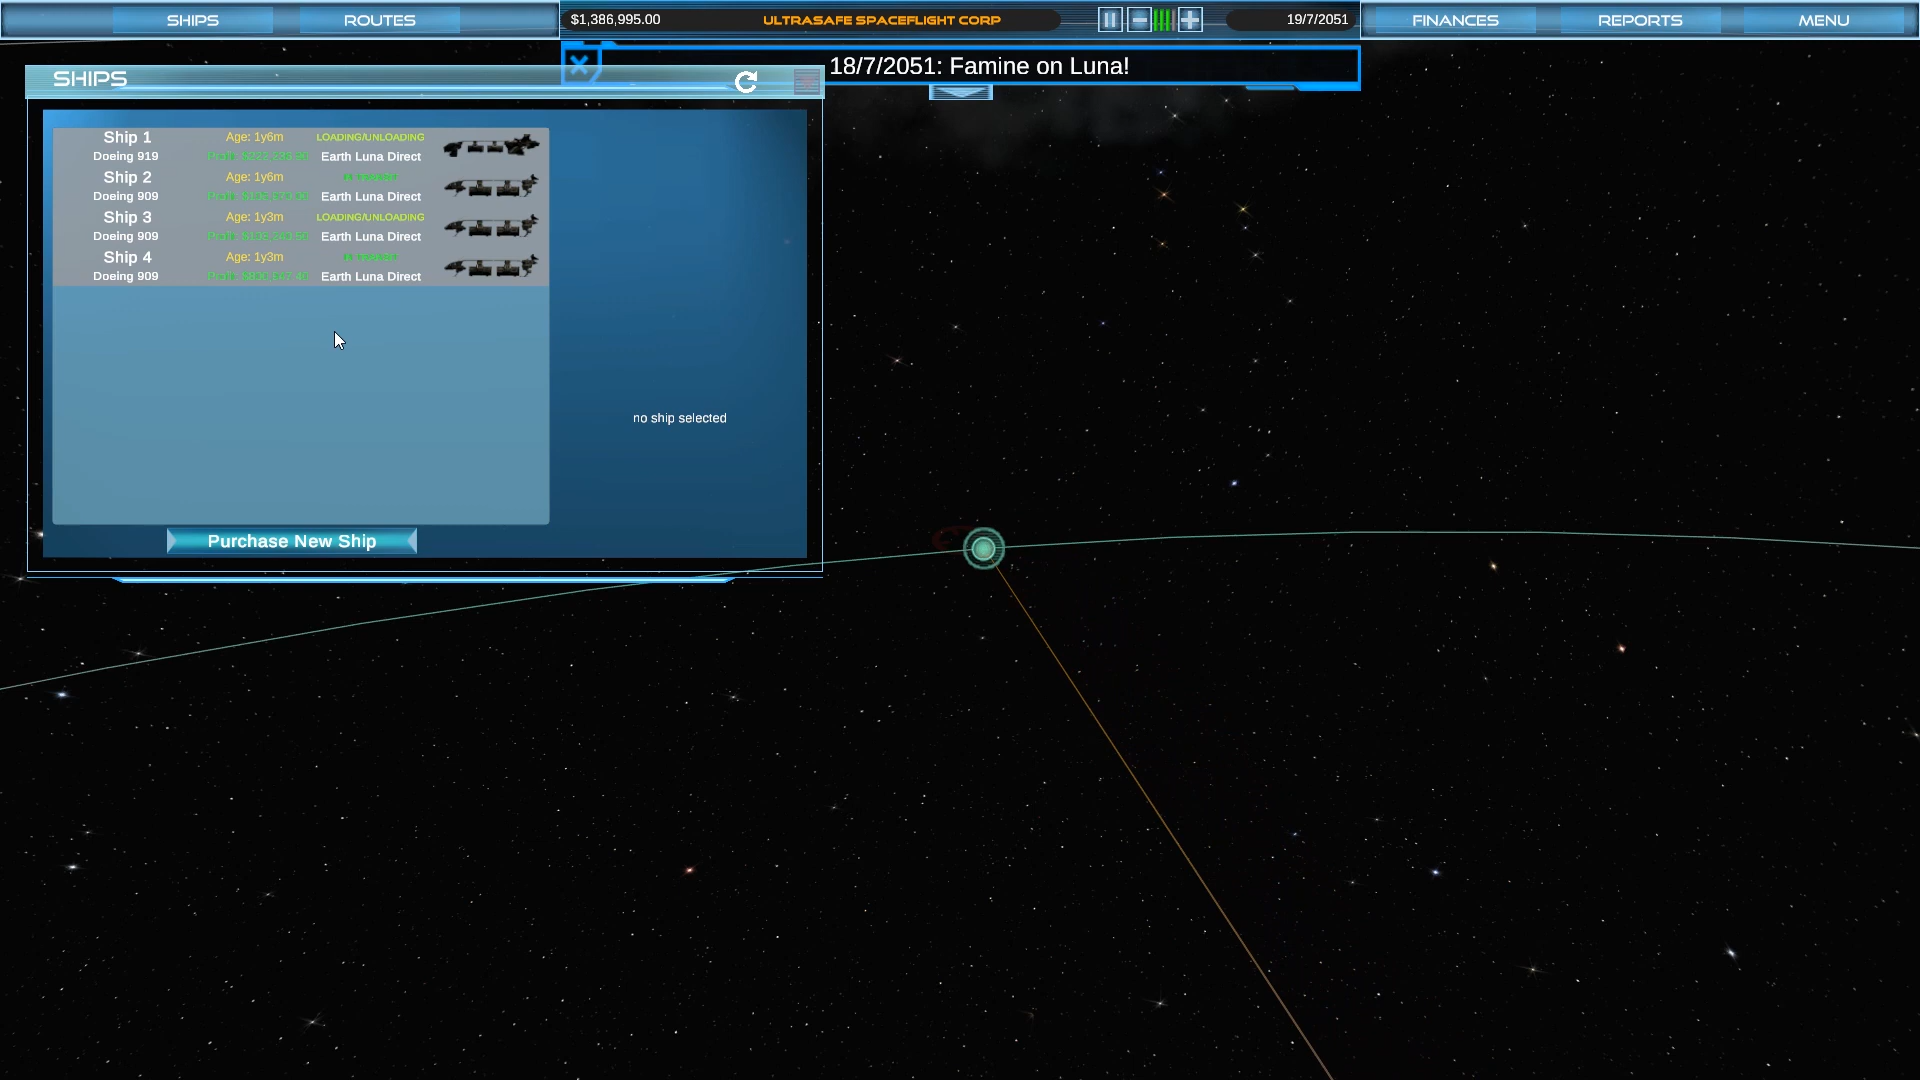 SHIPS
ROUTES
$1,386,995.00
ULTRASAFE SPACEFLIGHT CORP
19/7/2051
FINANCES
REPORTS
MENU
18/7/2051: Famine on Luna!
SHIPS
Ship 1
Age: 1y6m
LOADING/UNLOADING
Doeing 919
Earth Luna Direct
Ship 2
Age: 1y6m
Doeing 909
Earth Luna Direct
Ship 3
Age: 1y3m
LOADING/UNLOADING
Doeing 909
Earth Luna Direct
Ship 4
Age: 1y3m
Doeing 909
Earth Luna Direct
no ship selected
Purchase New Ship